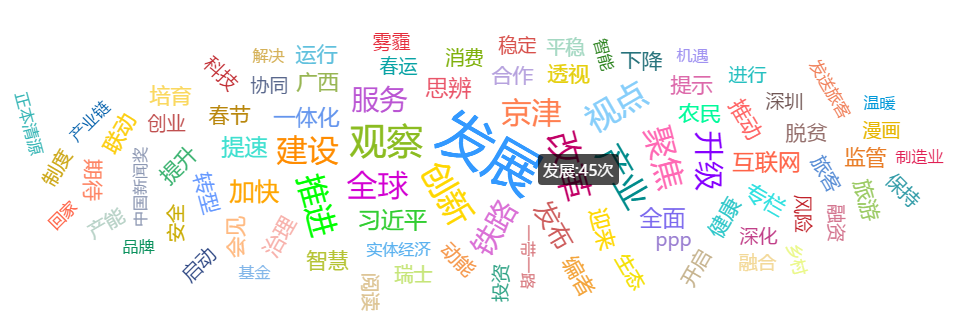 雾霾
稳定
平稳
智能
解决
运行
春运
消费
下降
机遇
科技
协同
广西
思辨
合作
透视
提示
进行
发送旅客
正本清源
产业链
培育
春节
一体化
服务
京津
视点
农民
推动
深圳
温暖
联动
创业
提速
建设
观察
发展
改革
产业
聚焦
升级
互联网
脱贫
漫画
制度
期待
中国新闻奖
提升
转型
加快
推进
全球
创新
发展:45次
旅客
监管
制造业
回家
产能
安全
会见
治理
习近平
铁路
发布
迎来
全面
健康
专栏
风险
旅游
保持
品牌
启动
基金
智慧
实体经济
动能
一带一路
编者
生态
ppp
深化
融资
阅读
瑞士
投资
开启
融合
乡村